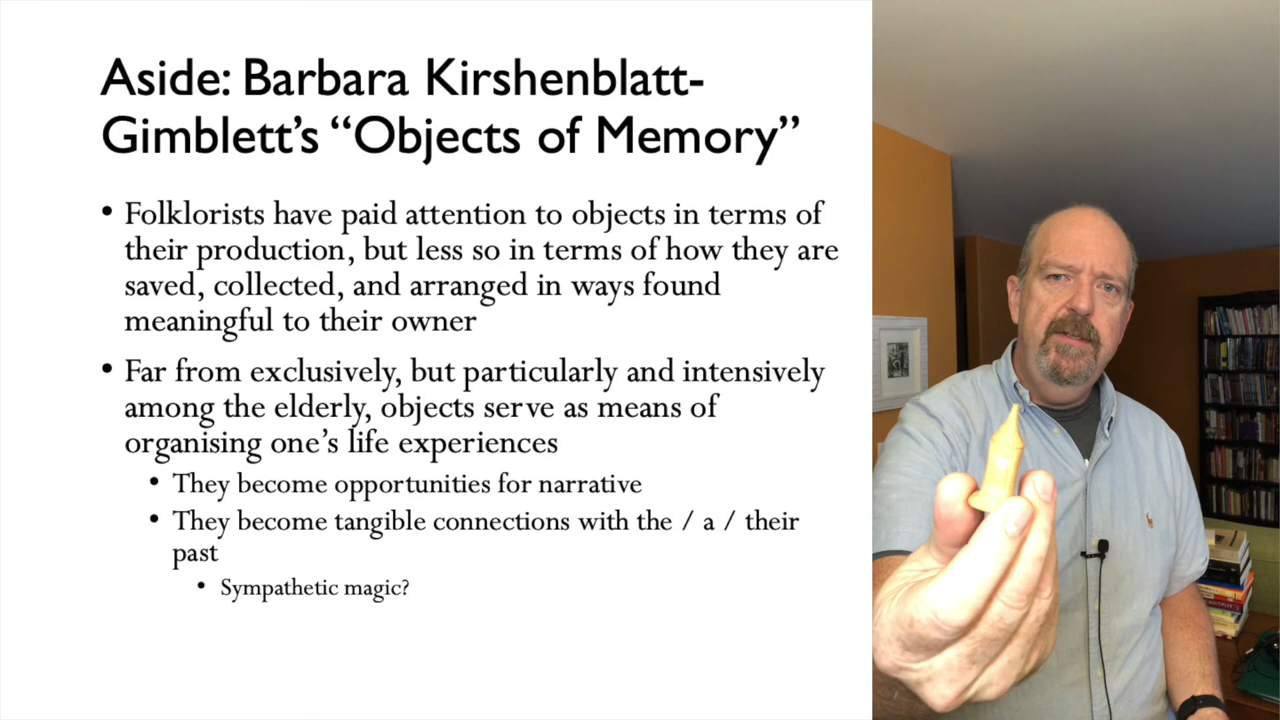 Aside: Barbara Kirshenblatt-
Gimblett’s “Objects of Memory”
• Folklorists have paid attention to objects in terms of
their production, but less so in terms of how they are
saved, collected, and arranged in ways found
meaningful to their owner
• Far from exclusively, but particularly and intensively
among the elderly, objects serve as means of
organising one’s life experiences
• They become opportunities for narrative
• They become tangible connections with the / a / their
past
• Sympathetic magic?